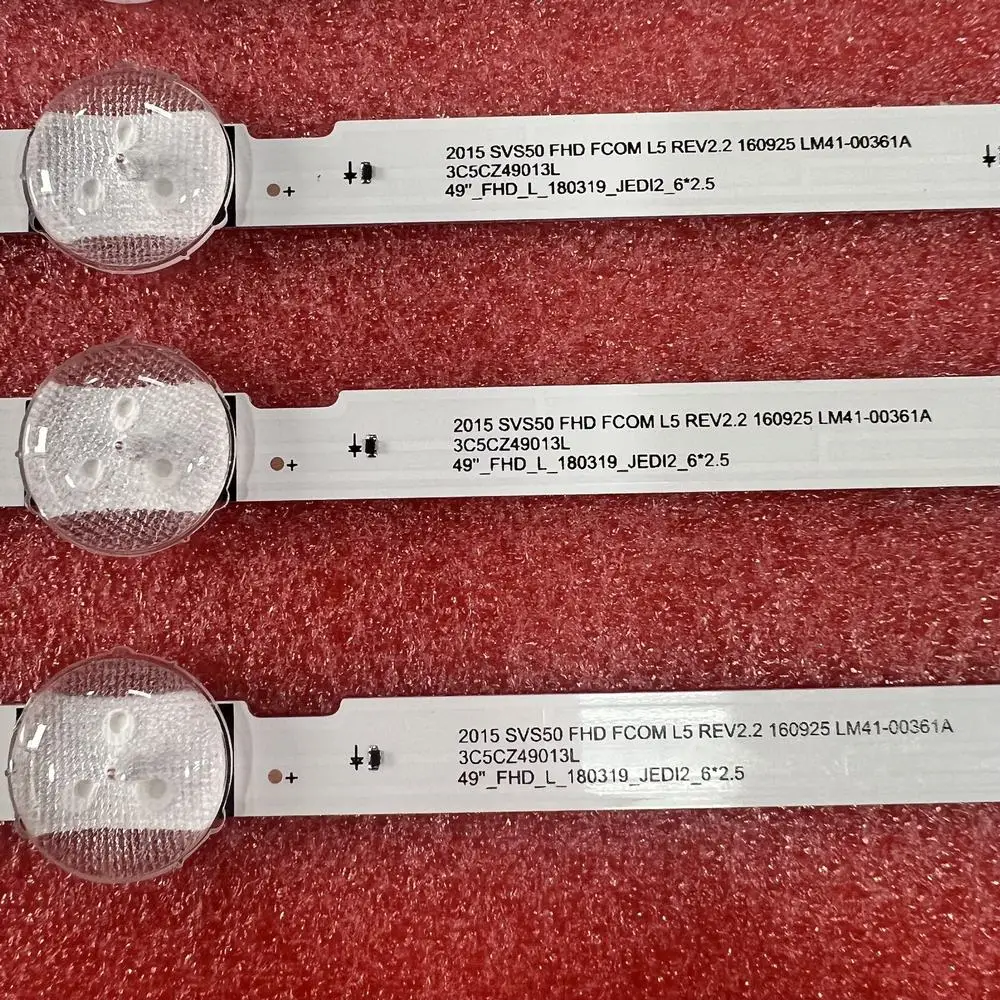 2015 SVS50 FHD FCOM L5 REV2.2 160925 LM41-00361A
3C5CZ49013L
49"_FHD_L_180319_JEDI2_6*2.5
+
2015 SVS50 FHD FCOM L5 REV2.2 160925 LM41-00361A
3C5CZ49013L
49"_FHD_L_180319_JEDI2_6*2.5
+
2015 SVS50 FHD FCOM L5 REV2.2 160925 LM41-00361A
3C5CZ49013L
49"_FHD_L_180319_JEDI2_6*2.5
+